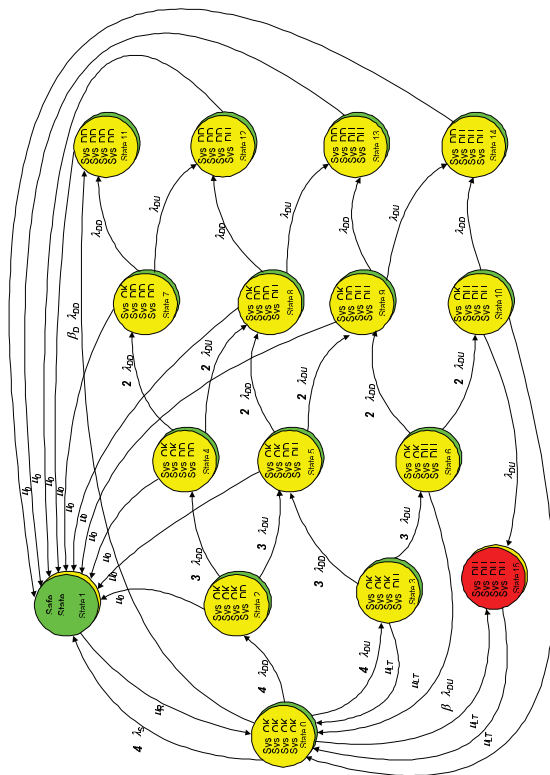 Safe
State
State 1
Sys OK
Sys OK
Sys OK
Sys OK
State 0
Sys OK
Sys OK
Sys OK
Sys DD
State 2
Sys OK
Sys OK
Sys OK
Sys DU
State 3
Sys OK
Sys OK
Sys DD
Sys DD
State 4
Sys OK
Sys OK
Sys DD
Sys DU
State 5
Sys OK
Sys OK
Sys DU
Sys DU
State 6
Sys OK
Sys DD
Sys DD
Sys DD
State 7
Sys OK
Sys DD
Sys DD
Sys DU
State 8
Sys OK
Sys DD
Sys DU
Sys DU
State 9
Sys OK
Sys DU
Sys DU
Sys DU
State 10
Sys DD
Sys DD
Sys DD
Sys DD
State 11
Sys DD
Sys DD
Sys DD
Sys DU
State 12
Sys DD
Sys DD
Sys DU
Sys DU
State 13
Sys DD
Sys DU
Sys DU
Sys DU
State 14
Sys DU
Sys DU
Sys DU
Sys DU
State 15
4 λS
μR
4 λDD
4 λDU
μLT
β λDU
μLT
βD λDD
3 λDD
3 λDU
3 λDD
3 λDU
2 λDD
2 λDU
2 λDD
2 λDU
2 λDD
2 λDU
λDD
λDU
λDD
λDU
λDD
λDU
λDD
λDU
μD
μD
μD
μD
μD
μD
μD
μD